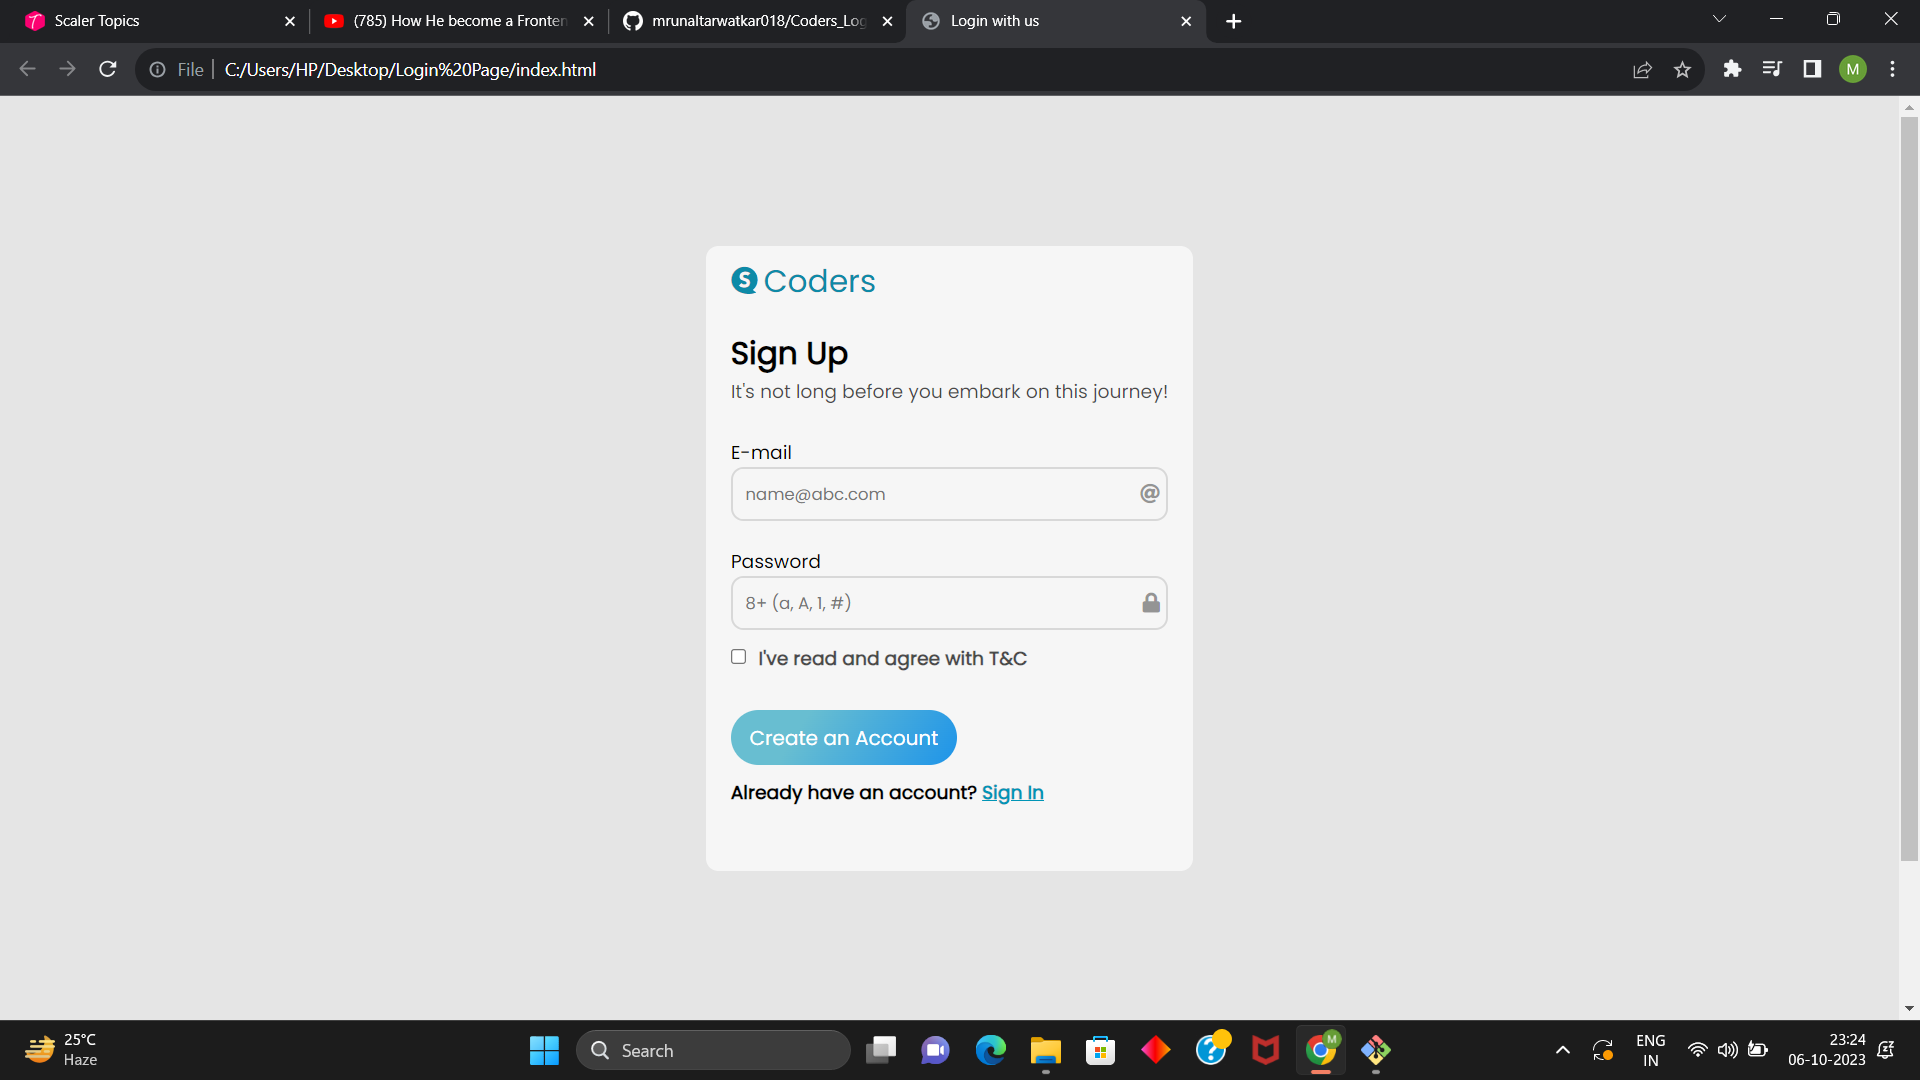 Scaler Topics
(785) How He become a Fronten
mrunaltarwatkar018/Coders_Log
Login with us
File
C:/Users/HP/Desktop/Login%20Page/index.html
M
S Coders
Sign Up
It's not long before you embark on this journey!
E-mail
name@abc.com
@
Password
8+ (a, A, 1, #)
I've read and agree with T&C
Create an Account
Already have an account? Sign In
25°C
Haze
Search
M
ENG
IN
23:24
06-10-2023